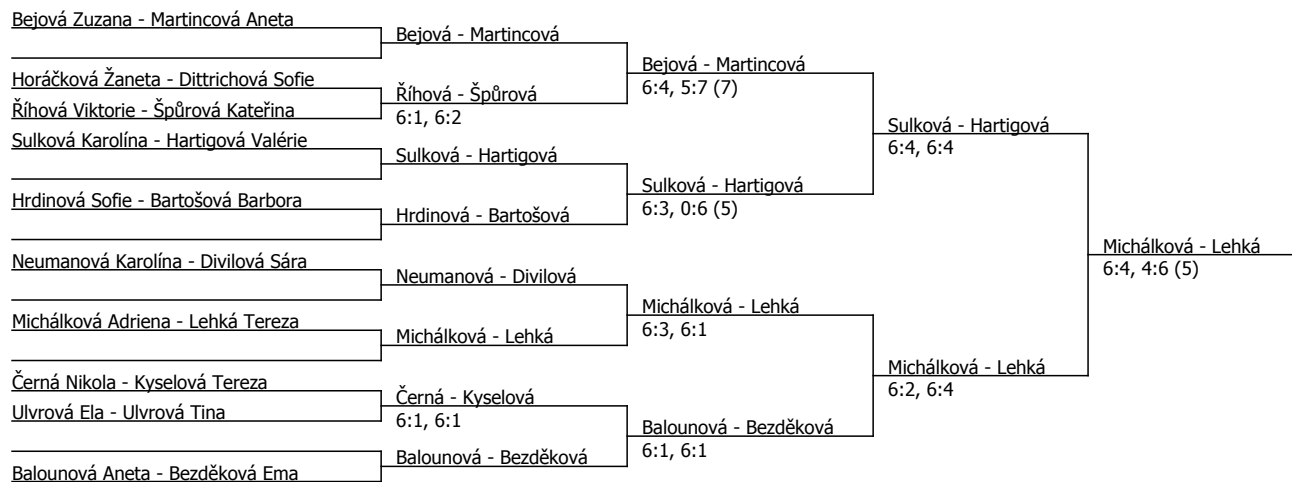 Bejová Zuzana - Martincová Aneta
Horáčková Žaneta - Dittrichová Sofie
Říhová Viktorie - Špůrová Kateřina
Sulková Karolína - Hartigová Valérie
Hrdinová Sofie - Bartošová Barbora
Neumanová Karolína - Divilová Sára
Michálková Adriena - Lehká Tereza
Černá Nikola - Kyselová Tereza
Ulvrová Ela - Ulvrová Tina
Balounová Aneta - Bezděková Ema
Bejová - Martincová
Říhová - Špůrová
6:1, 6:2
Sulková - Hartigová
Hrdinová - Bartošová
Neumanová - Divilová
Michálková - Lehká
Černá - Kyselová
6:1, 6:1
Balounová - Bezděková
Bejová - Martincová
6:4, 5:7 (7)
Sulková - Hartigová
6:3, 0:6 (5)
Michálková - Lehká
6:3, 6:1
Balounová - Bezděková
6:1, 6:1
Sulková - Hartigová
6:4, 6:4
Michálková - Lehká
6:2, 6:4
Michálková - Lehká
6:4, 4:6 (5)